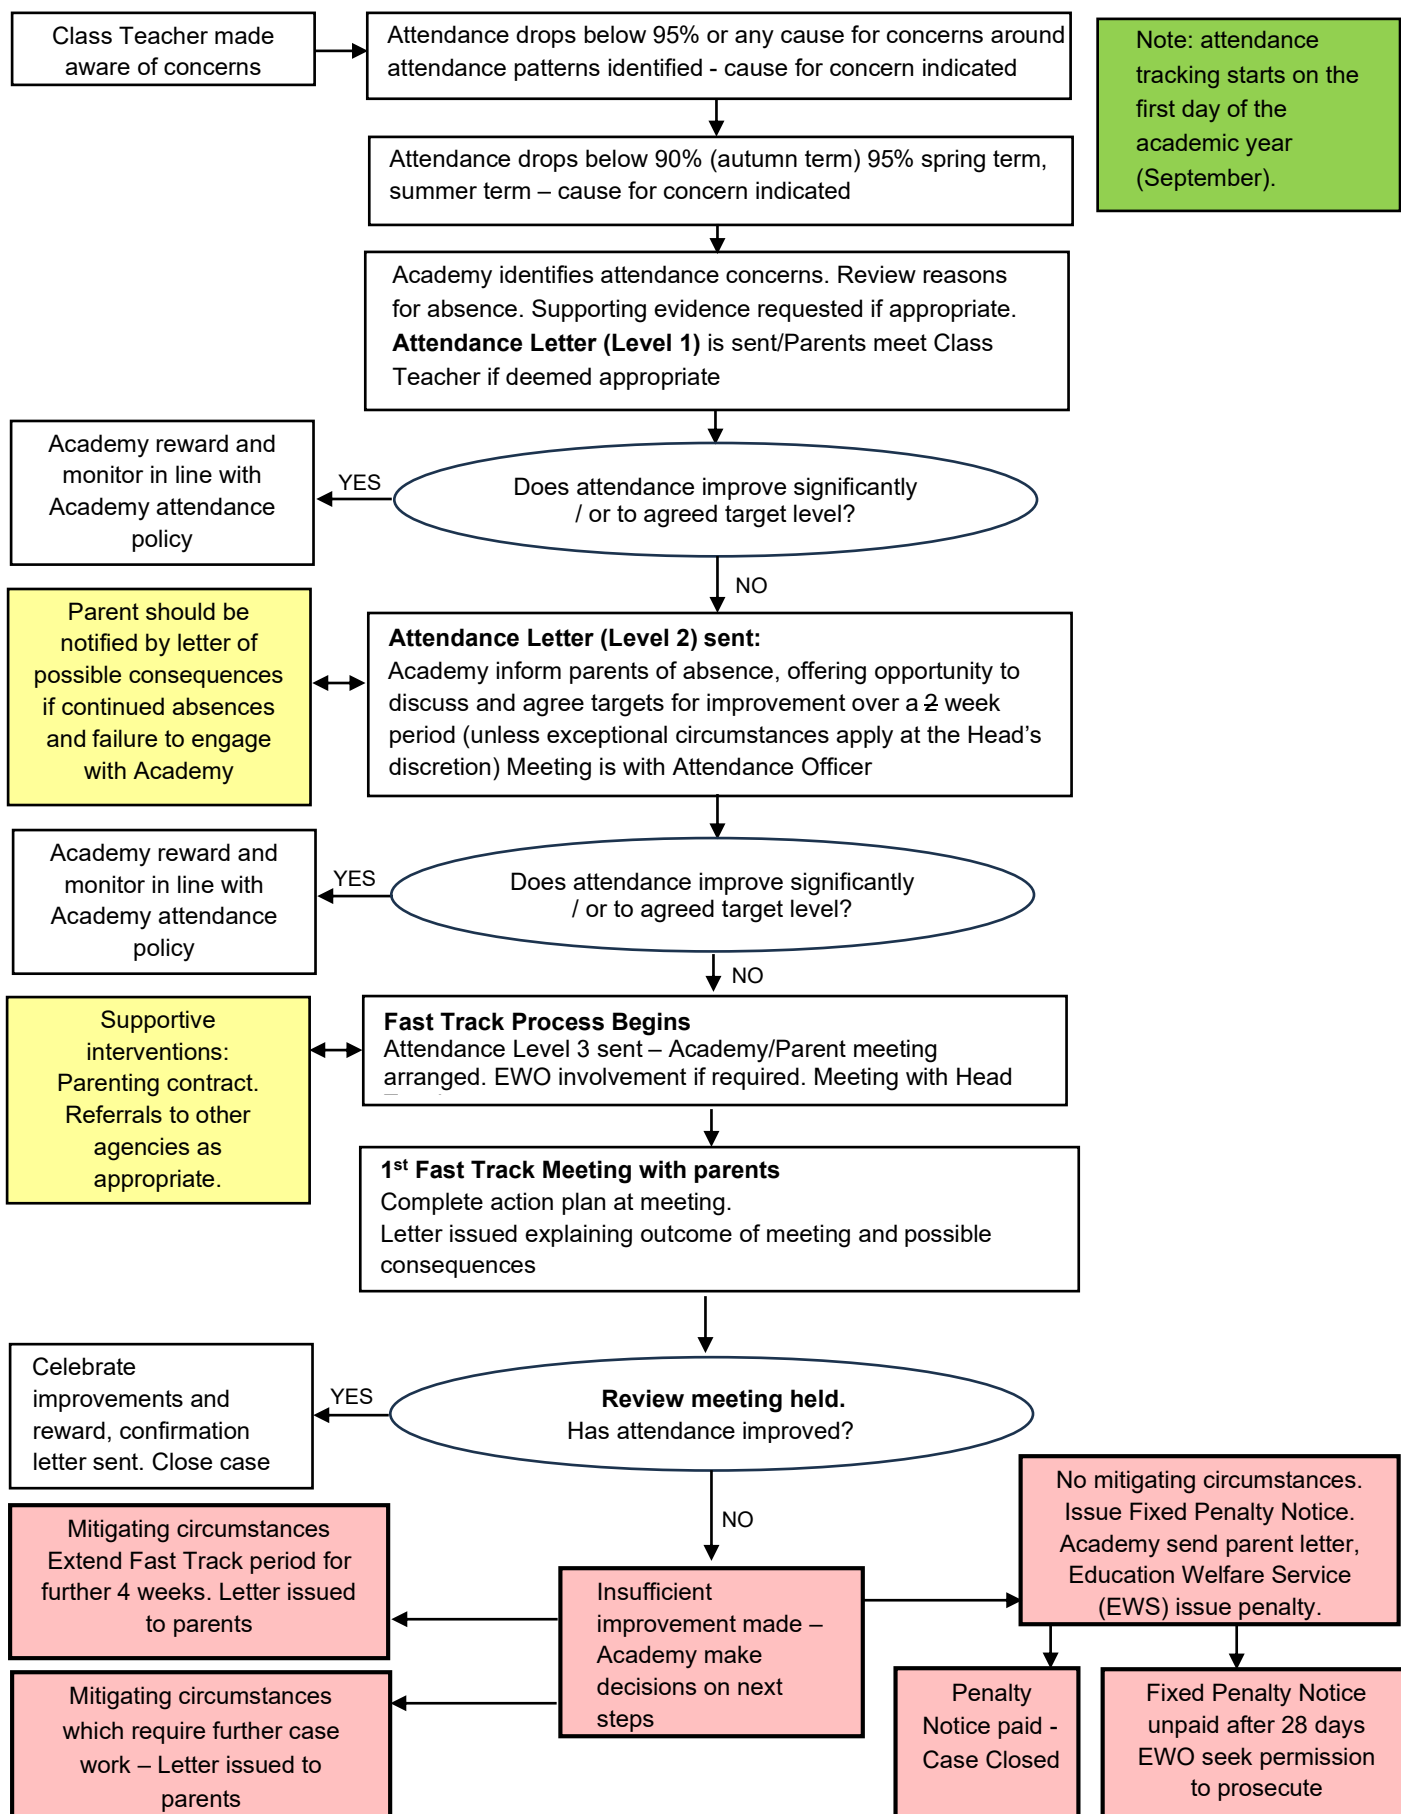 Class Teacher made
aware of concerns
Attendance drops below 95% or any cause for concerns around
attendance patterns identified - cause for concern indicated
Note: attendance
tracking starts on the
first day of the
academic year
(September).
Attendance drops below 90% (autumn term) 95% spring term,
summer term – cause for concern indicated
Academy identifies attendance concerns. Review reasons
for absence. Supporting evidence requested if appropriate.
Attendance Letter (Level 1) is sent/Parents meet Class
Teacher if deemed appropriate
Academy reward and
monitor in line with
Academy attendance
policy
YES
Does attendance improve significantly
/ or to agreed target level?
NO
Parent should be
notified by letter of
possible consequences
if continued absences
and failure to engage
with Academy
Attendance Letter (Level 2) sent:
Academy inform parents of absence, offering opportunity to
discuss and agree targets for improvement over a 2 week
period (unless exceptional circumstances apply at the Head’s
discretion) Meeting is with Attendance Officer
Academy reward and
monitor in line with
Academy attendance
policy
YES
Does attendance improve significantly
/ or to agreed target level?
NO
Supportive
interventions:
Parenting contract.
Referrals to other
agencies as
appropriate.
Fast Track Process Begins
Attendance Level 3 sent – Academy/Parent meeting
arranged. EWO involvement if required. Meeting with Head
1st Fast Track Meeting with parents
Complete action plan at meeting.
Letter issued explaining outcome of meeting and possible
consequences
Celebrate
improvements and
reward, confirmation
letter sent. Close case
YES
Review meeting held.
Has attendance improved?
NO
Mitigating circumstances
Extend Fast Track period for
further 4 weeks. Letter issued
to parents
Mitigating circumstances
which require further case
work – Letter issued to
parents
Insufficient
improvement made –
Academy make
decisions on next
steps
No mitigating circumstances.
Issue Fixed Penalty Notice.
Academy send parent letter,
Education Welfare Service
(EWS) issue penalty.
Penalty
Notice paid -
Case Closed
Fixed Penalty Notice
unpaid after 28 days
EWO seek permission
to prosecute